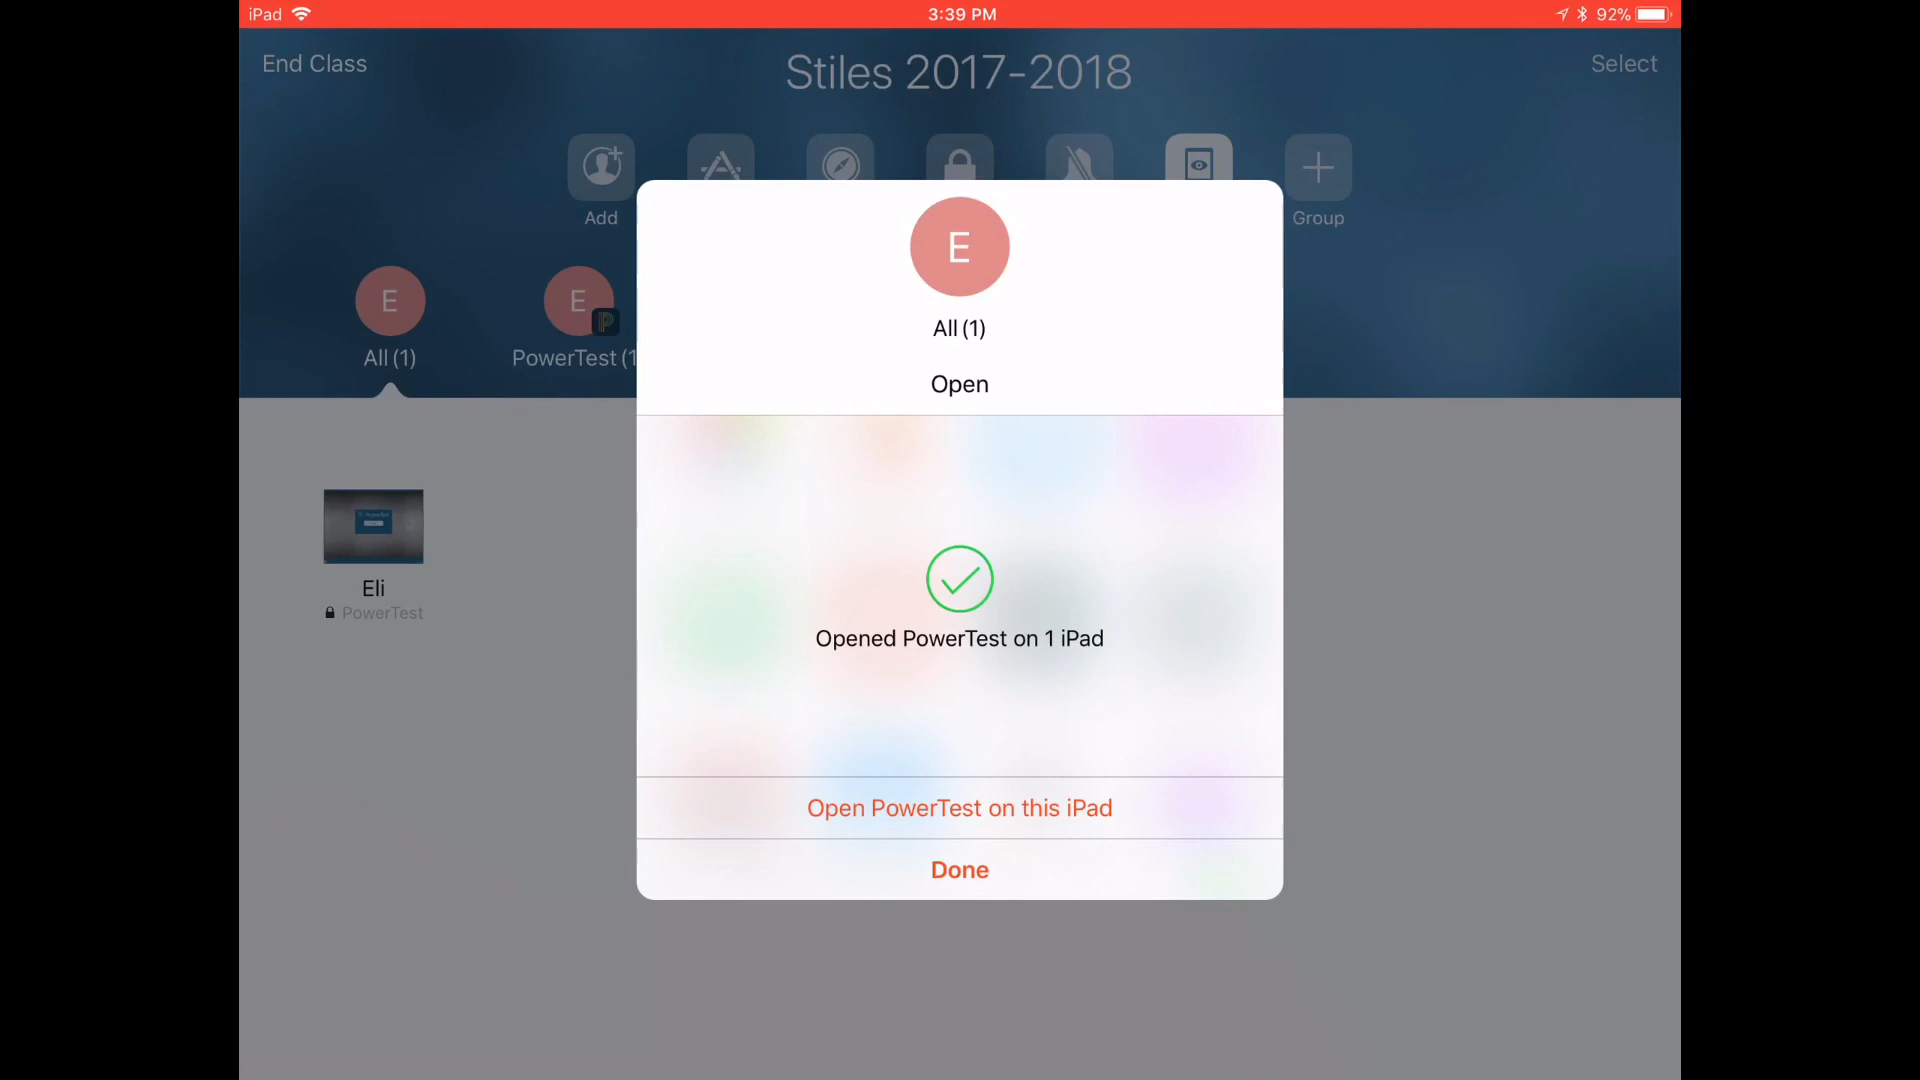 iPad 3:39 PM 92%
End Class Stiles 2017-2018 Select
Add Group
E
All (1)
Open
E E
All (1) PowerTest (1
Eli
PowerTest
Opened PowerTest on 1 iPad
Open PowerTest on this iPad
Done